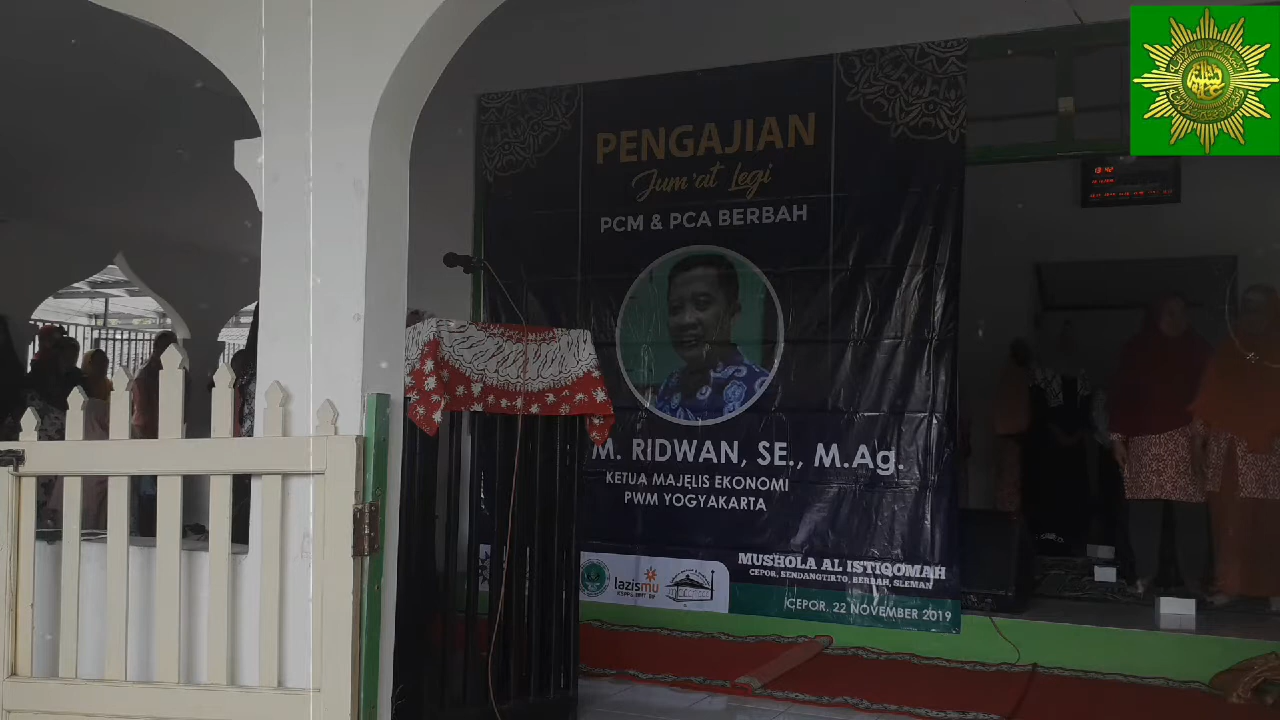 PENGAJIAN
Jum'at Legi
PCM & PCA BERBAH
M. RIDWAN, SE., M.Ag.
KETUA MAJELIS EKONOMI
PWM YOGYAKARTA
lazismu
MUSHOLA AL ISTIQOMAH
CEPOR, SENDANGTIRTO, BERBAH, SLEMAN
CEPOR, 22 NOVEMBER 2019